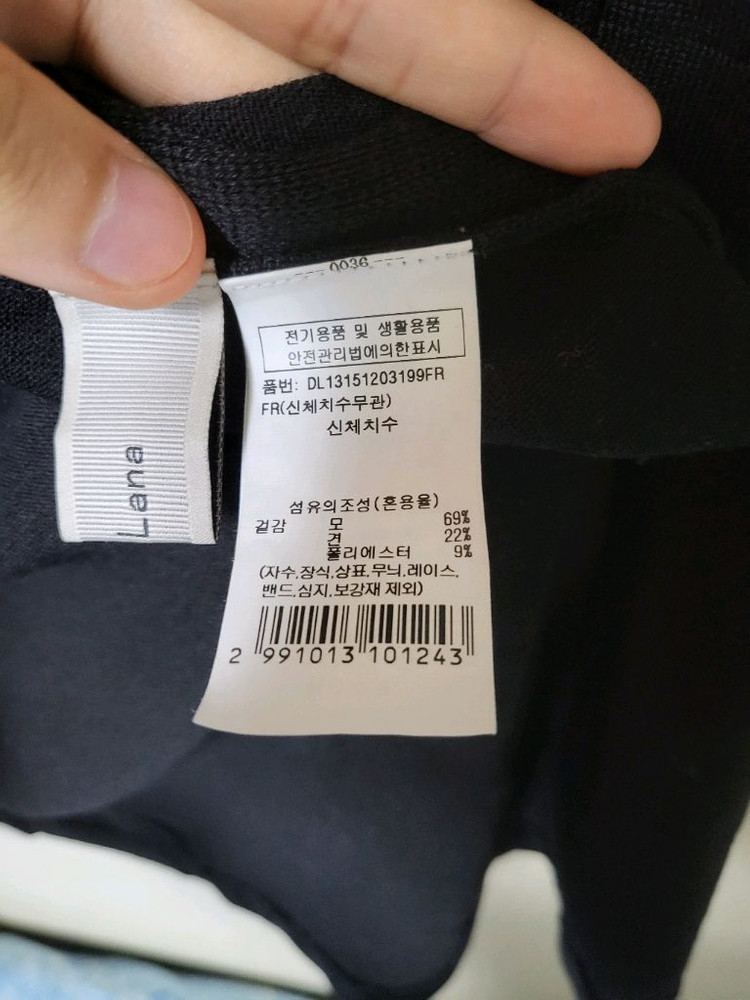 0036
전기용품 및 생활용품
안전관리법에의한표시
품번: DL13151203199FR
FR(신체치수무관)
신체치수
섬유의조성(혼용율)
겉감 모 69%
견 22%
폴리에스터 9%
(자수,장식,상표,무늬,레이스,
밴드,심지,보강재 제외)
2 991013 101243
Lana